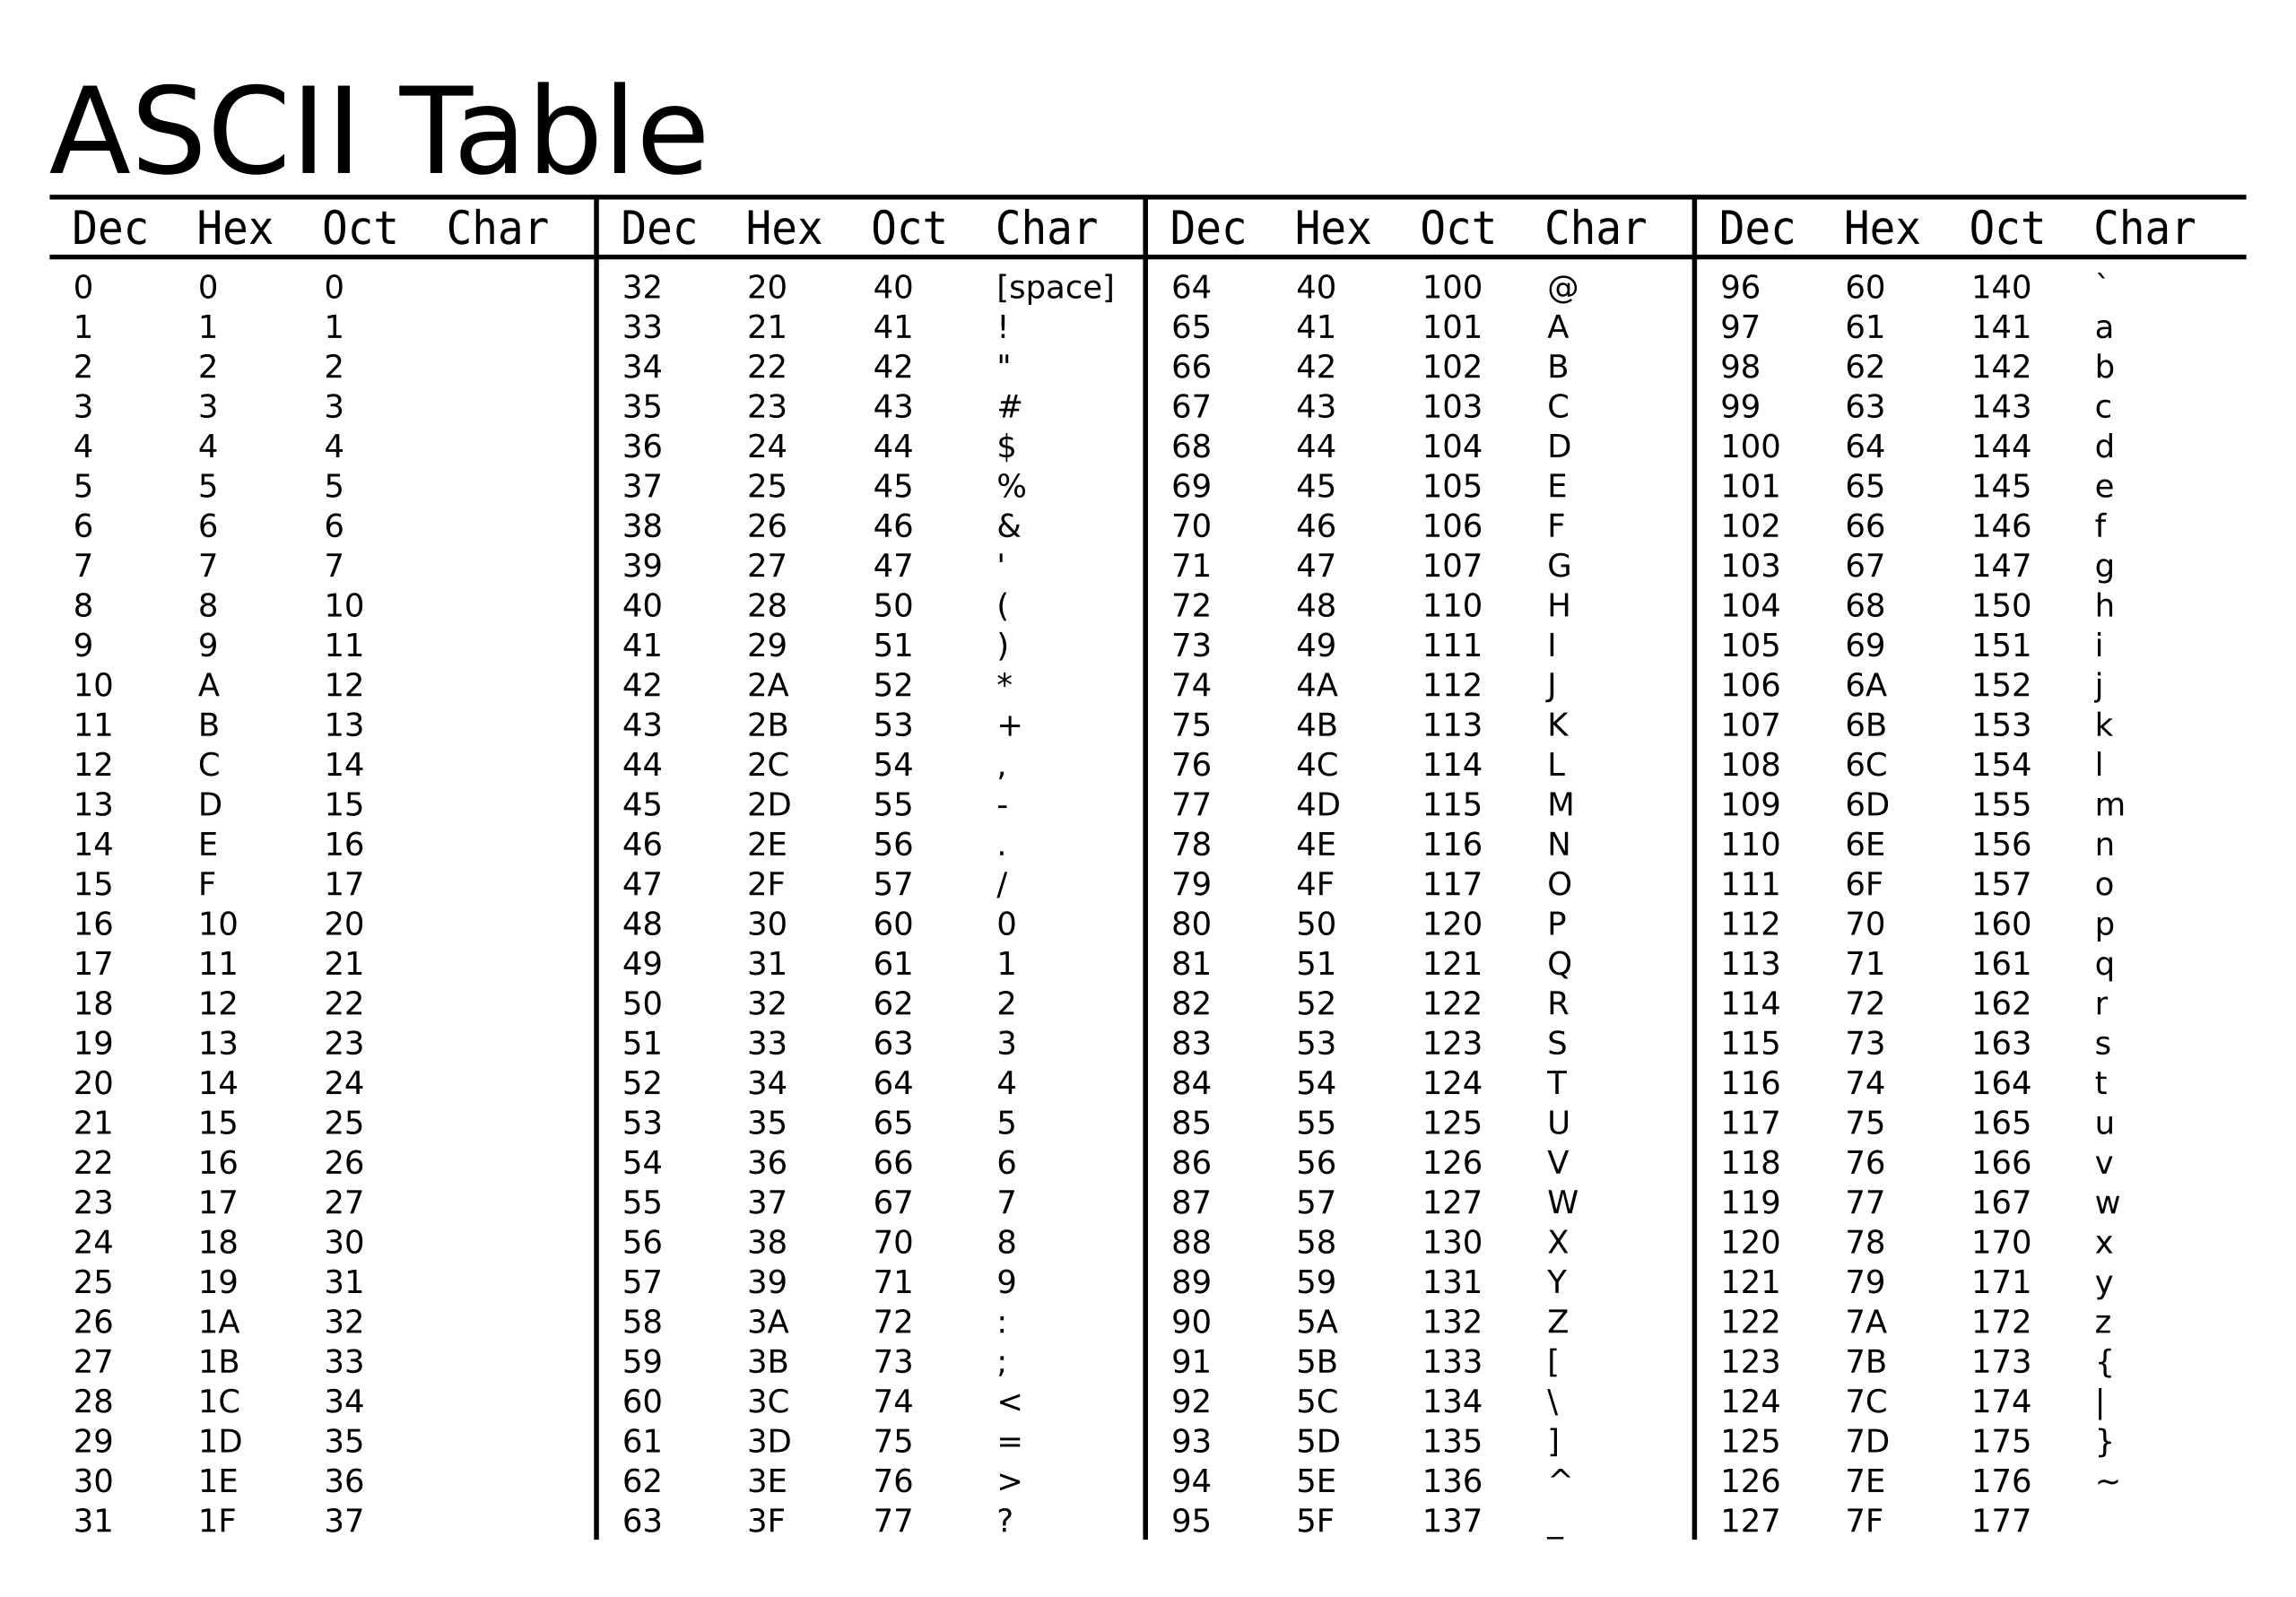 ASCII Table
Dec Hex Oct Char Dec Hex Oct Char Dec Hex Oct Char Dec Hex Oct Char
0 0 0 32 20 40 [space] 64 40 100 @ 96 60 140 `
1 1 1 33 21 41 ! 65 41 101 A 97 61 141 a
2 2 2 34 22 42 " 66 42 102 B 98 62 142 b
3 3 3 35 23 43 # 67 43 103 C 99 63 143 c
4 4 4 36 24 44 $ 68 44 104 D 100 64 144 d
5 5 5 37 25 45 % 69 45 105 E 101 65 145 e
6 6 6 38 26 46 & 70 46 106 F 102 66 146 f
7 7 7 39 27 47 ' 71 47 107 G 103 67 147 g
8 8 10 40 28 50 ( 72 48 110 H 104 68 150 h
9 9 11 41 29 51 ) 73 49 111 I 105 69 151 i
10 A 12 42 2A 52 * 74 4A 112 J 106 6A 152 j
11 B 13 43 2B 53 + 75 4B 113 K 107 6B 153 k
12 C 14 44 2C 54 , 76 4C 114 L 108 6C 154 l
13 D 15 45 2D 55 - 77 4D 115 M 109 6D 155 m
14 E 16 46 2E 56 . 78 4E 116 N 110 6E 156 n
15 F 17 47 2F 57 / 79 4F 117 O 111 6F 157 o
16 10 20 48 30 60 0 80 50 120 P 112 70 160 p
17 11 21 49 31 61 1 81 51 121 Q 113 71 161 q
18 12 22 50 32 62 2 82 52 122 R 114 72 162 r
19 13 23 51 33 63 3 83 53 123 S 115 73 163 s
20 14 24 52 34 64 4 84 54 124 T 116 74 164 t
21 15 25 53 35 65 5 85 55 125 U 117 75 165 u
22 16 26 54 36 66 6 86 56 126 V 118 76 166 v
23 17 27 55 37 67 7 87 57 127 W 119 77 167 w
24 18 30 56 38 70 8 88 58 130 X 120 78 170 x
25 19 31 57 39 71 9 89 59 131 Y 121 79 171 y
26 1A 32 58 3A 72 : 90 5A 132 Z 122 7A 172 z
27 1B 33 59 3B 73 ; 91 5B 133 [ 123 7B 173 {
28 1C 34 60 3C 74 < 92 5C 134 \ 124 7C 174 |
29 1D 35 61 3D 75 = 93 5D 135 ] 125 7D 175 }
30 1E 36 62 3E 76 > 94 5E 136 ^ 126 7E 176 ~
31 1F 37 63 3F 77 ? 95 5F 137 _ 127 7F 177